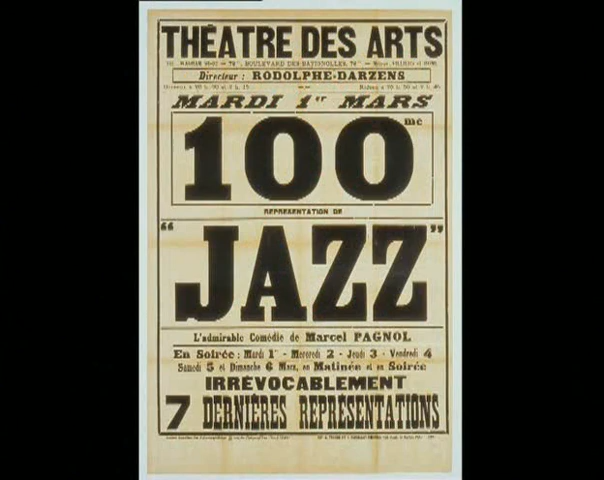 THÉATRE DES ARTS
78bis, BOULEVARD DES BATIGNOLLES, 78bis
Directeur : RODOLPHE-DARZENS
MARDI 1er MARS
100me
REPRÉSENTATION DE
“JAZZ”
L'admirable Comédie de Marcel PAGNOL
En Soirée : Mardi 1er - Mercredi 2 - Jeudi 3 - Vendredi 4
Samedi 5 et Dimanche 6 Mars, en Matinée et en Soirée
IRRÉVOCABLEMENT
7 DERNIÈRES REPRÉSENTATIONS